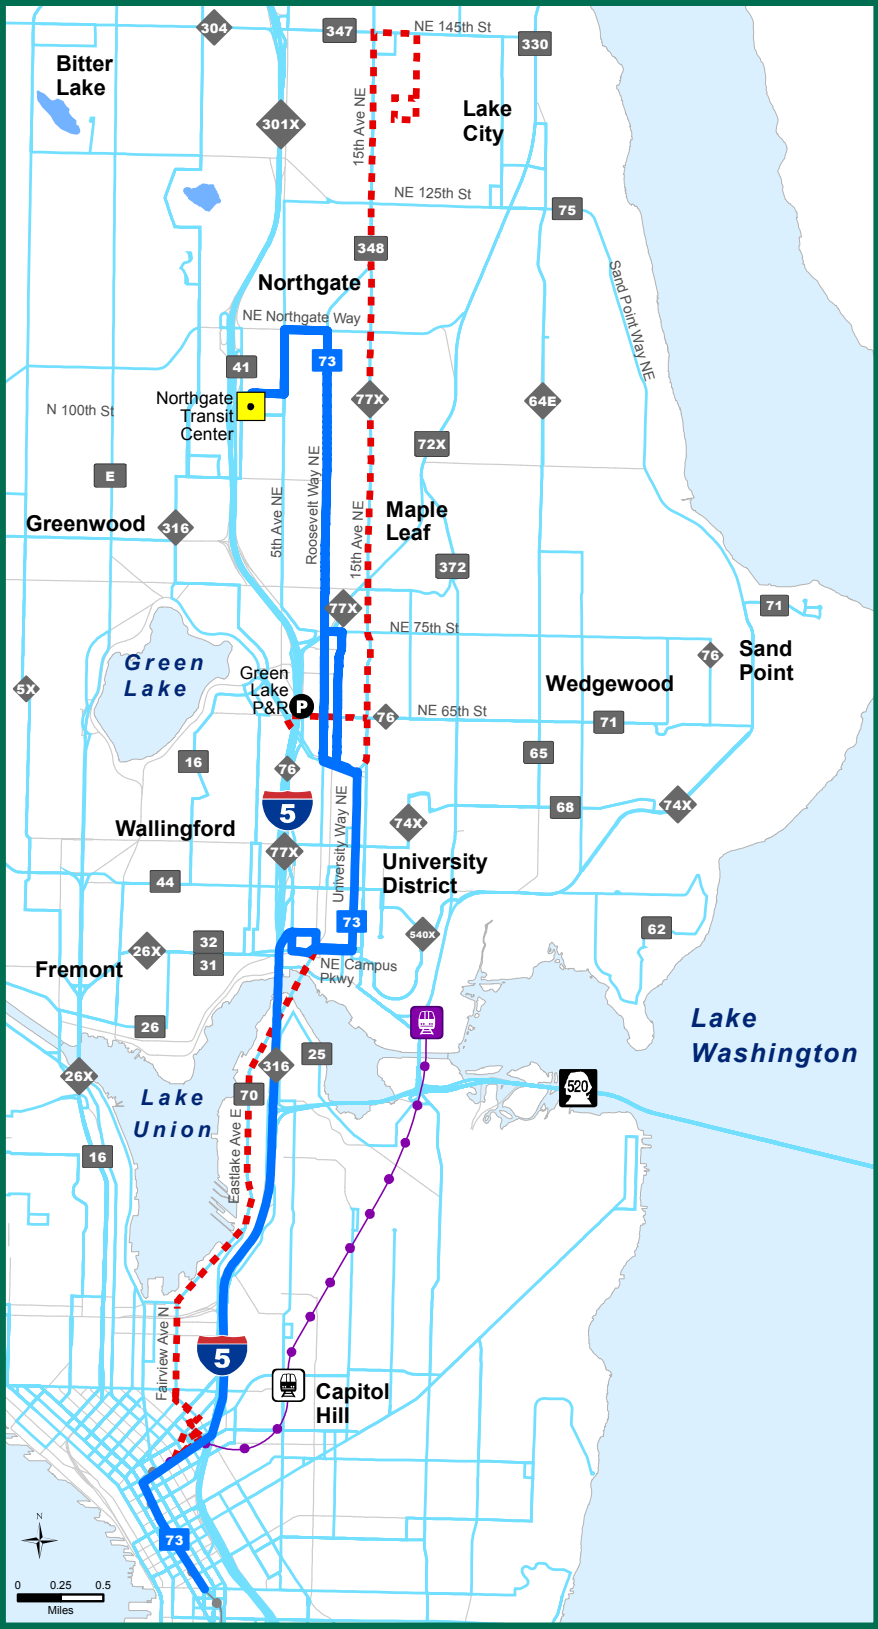 304
347
NE 145th St
330
Bitter
Lake
301X
15th Ave NE
Lake
City
NE 125th St
75
348
Sand Point Way NE
Northgate
NE Northgate Way
73
41
Northgate
Transit
Center
N 100th St
77X
64E
72X
E
Roosevelt Way NE
5th Ave NE
15th Ave NE
Maple
Leaf
Greenwood
316
372
77X
71
NE 75th St
Sand
Point
76
Green
Lake
Green
Lake
P&R
P
5X
Wedgewood
76
NE 65th St
71
65
16
76
5
University Way NE
68
74X
74X
Wallingford
77X
University
District
44
73
62
540X
32
31
26X
Fremont
NE Campus
Pkwy
26
Lake
Washington
25
316
26X
520
70
Lake
Union
Eastlake Ave E
16
Fairview Ave N
5
Capitol
Hill
N
73
0 0.25 0.5
Miles